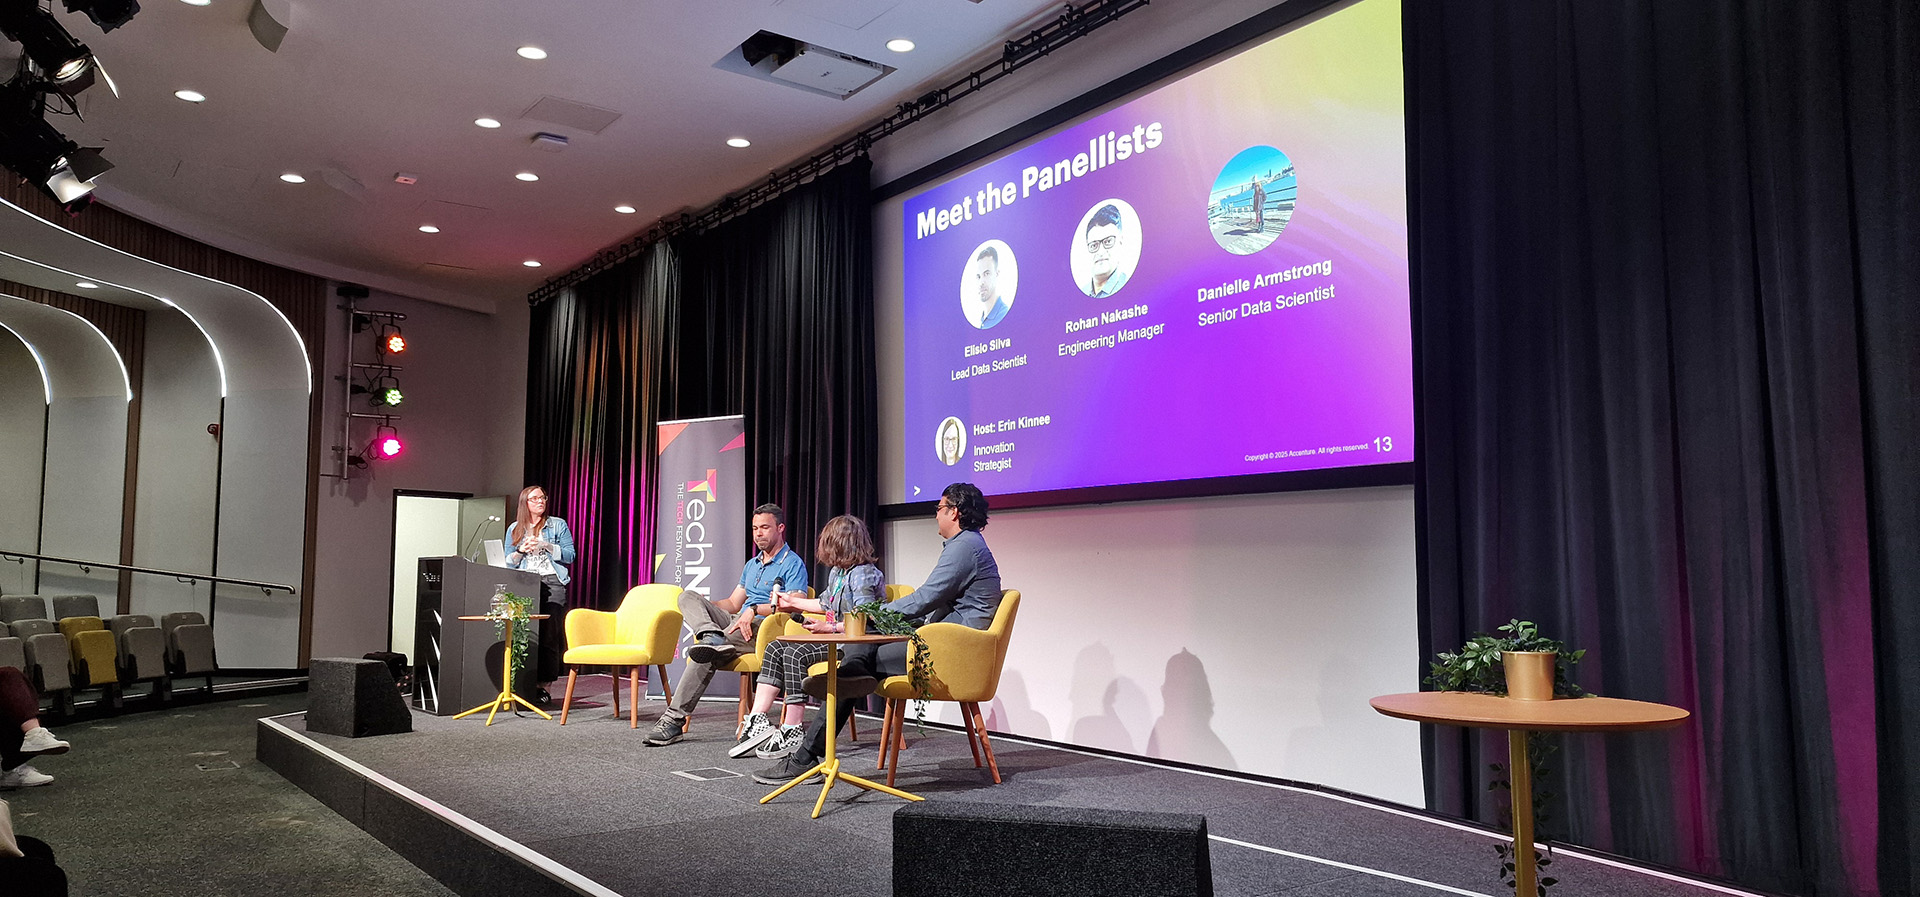 Meet the Panellists
Elisio Silva
Lead Data Scientist
Rohan Nakashe
Engineering Manager
Danielle Armstrong
Senior Data Scientist
Host: Erin Kinnee
Innovation
Strategist
>
Copyright © 2025 Accenture. All rights reserved. 13
Tech
THE TECH FESTIVAL FOR